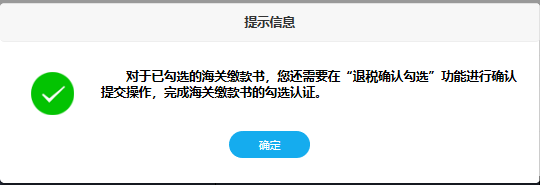 提示信息
对于已勾选的海关缴款书，您还需要在“退税确认勾选”功能进行确认
提交操作，完成海关缴款书的勾选认证。
确定